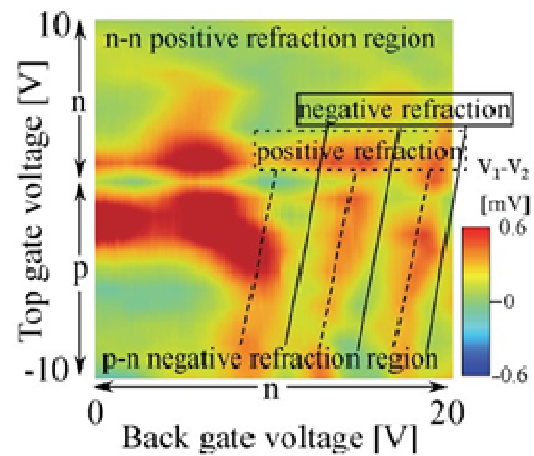 10
n-n positive refraction region
negative refraction
positive refraction
V1-V2
[mV]
0.6
0
-0.6
Top gate voltage [V]
n
p
p-n negative refraction region
-10
n
0
20
Back gate voltage [V]